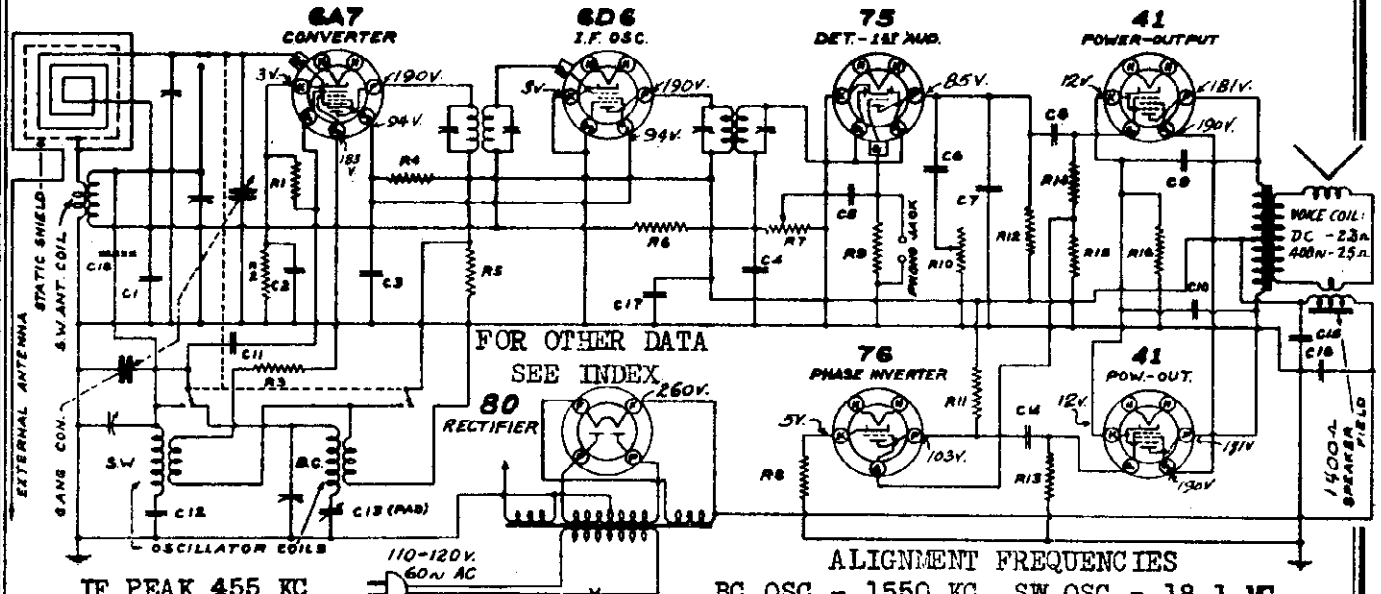 6A7
CONVERTER
6D6
I.F. OSC.
75
DET.-1ST AUD.
41
POWER-OUTPUT
3V.
190V.
94V.
183
V.
3V.
190V.
94V.
85V.
12V.
181V.
190V.
R1
R4
R2
C2
C3
R5
R6
R7
C17
C4
C5
R9
PHONO JACK
C6
R10
C7
R12
C8
R14
R15
R16
C9
C10
VOICE COIL:
DC -
400~ -
C15
C16
1400Ω
SPEAKER
FIELD
EXTERNAL ANTENNA
STATIC SHIELD
S.W. ANT. COIL
GANG CON.
C18
C1
C11
R3
S.W
B.C.
C12
C13 (PAD)
OSCILLATOR COILS
FOR OTHER DATA
SEE INDEX
80
RECTIFIER
260V.
110-120V.
60~ AC
76
PHASE INVERTER
5V.
103V.
R8
R11
C14
R13
41
POW.-OUT.
12V.
181V
190V
ALIGNMENT FREQUENCIES
IF PEAK 455 KC
BC OSC - 1550 KC SW OSC - 18.1 MC